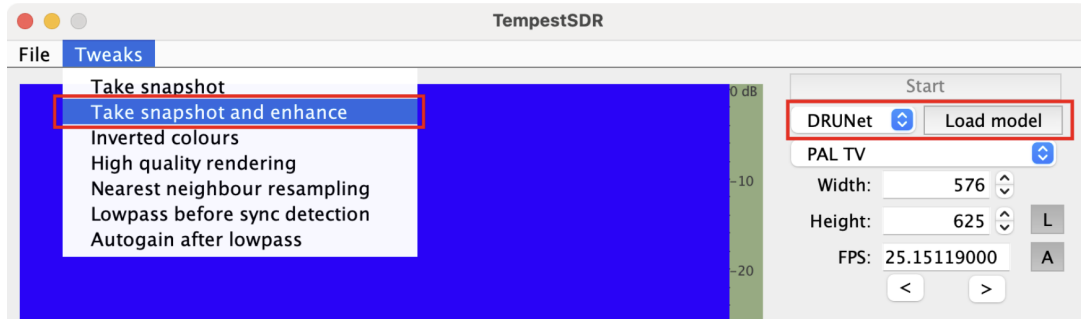 TempestSDR
File Tweaks
Take snapshot
Take snapshot and enhance
Inverted colours
High quality rendering
Nearest neighbour resampling
Lowpass before sync detection
Autogain after lowpass
0 dB
-10
-20
Start
DRUNet Load model
PAL TV
Width: 576
Height: 625 L
FPS: 25.15119000 A
< >